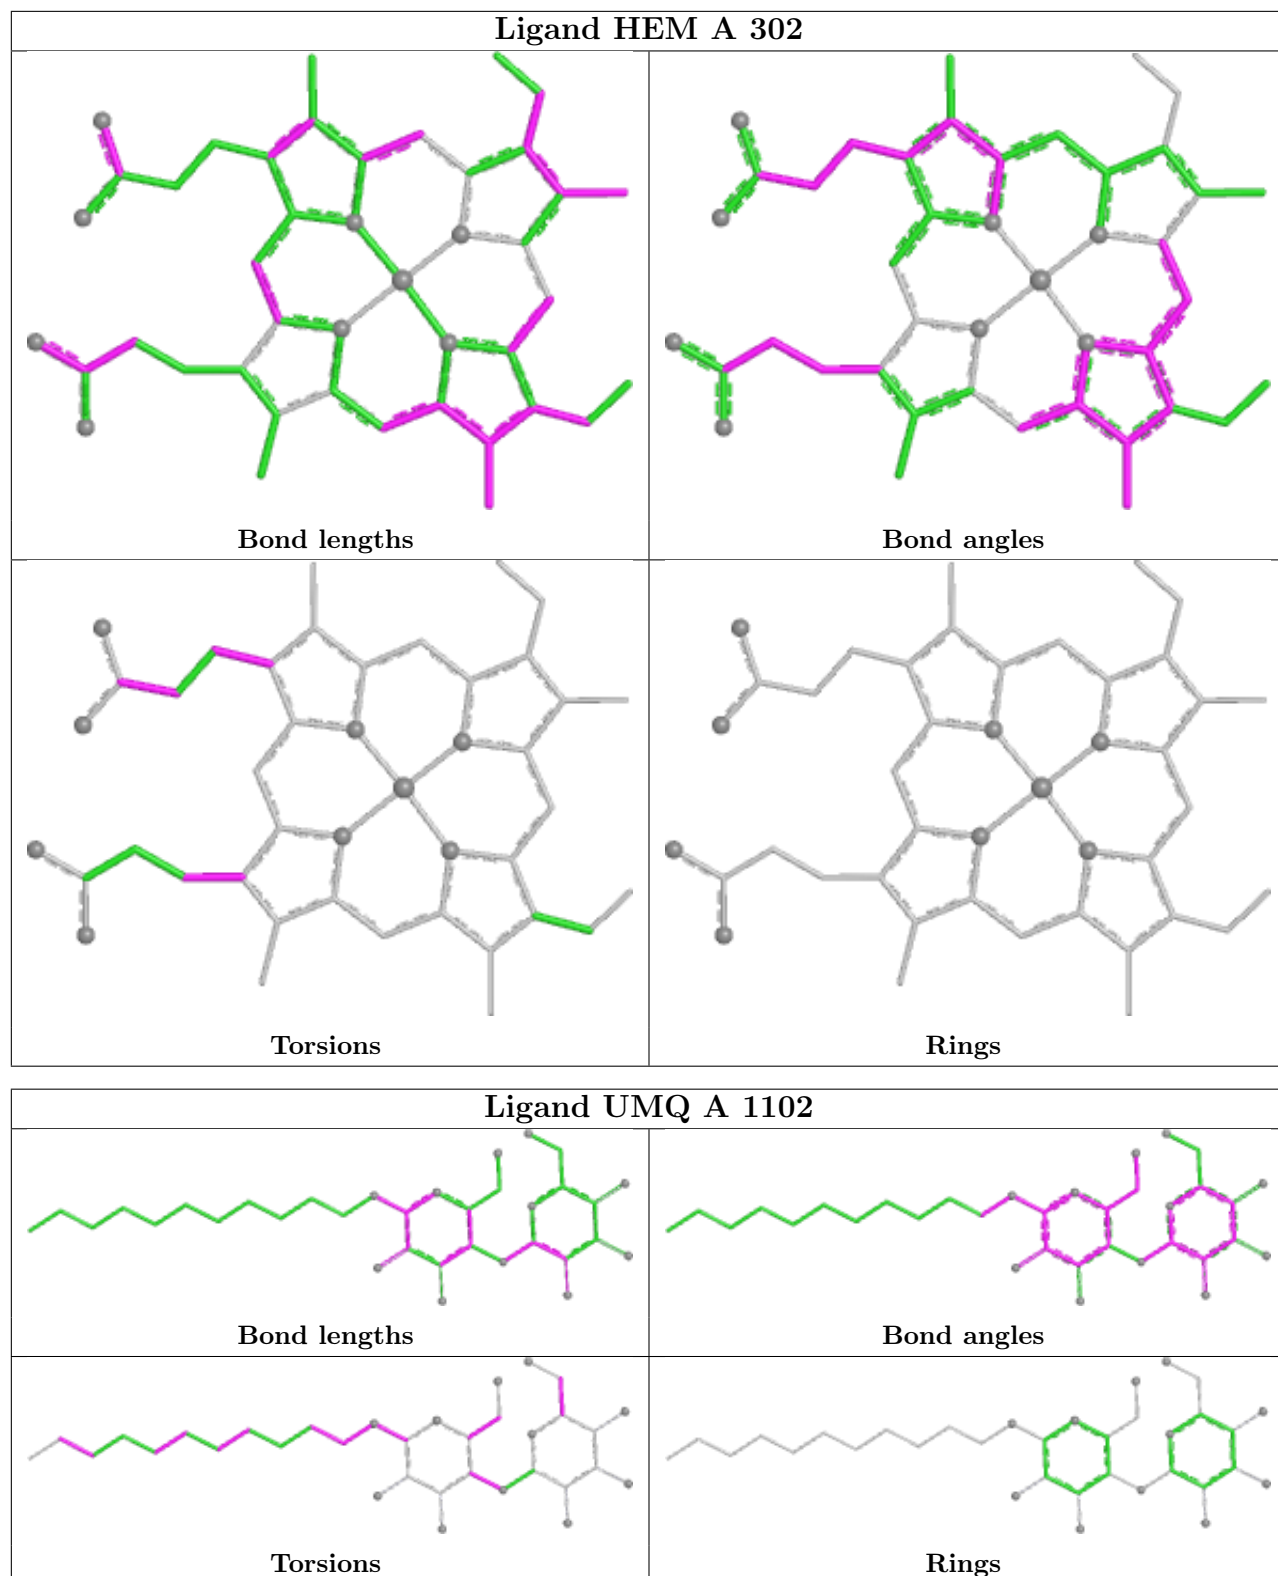 Ligand HEM A 302
Bond lengths
Bond angles
Torsions
Rings
Ligand UMQ A 1102
Bond lengths
Bond angles
Torsions
Rings